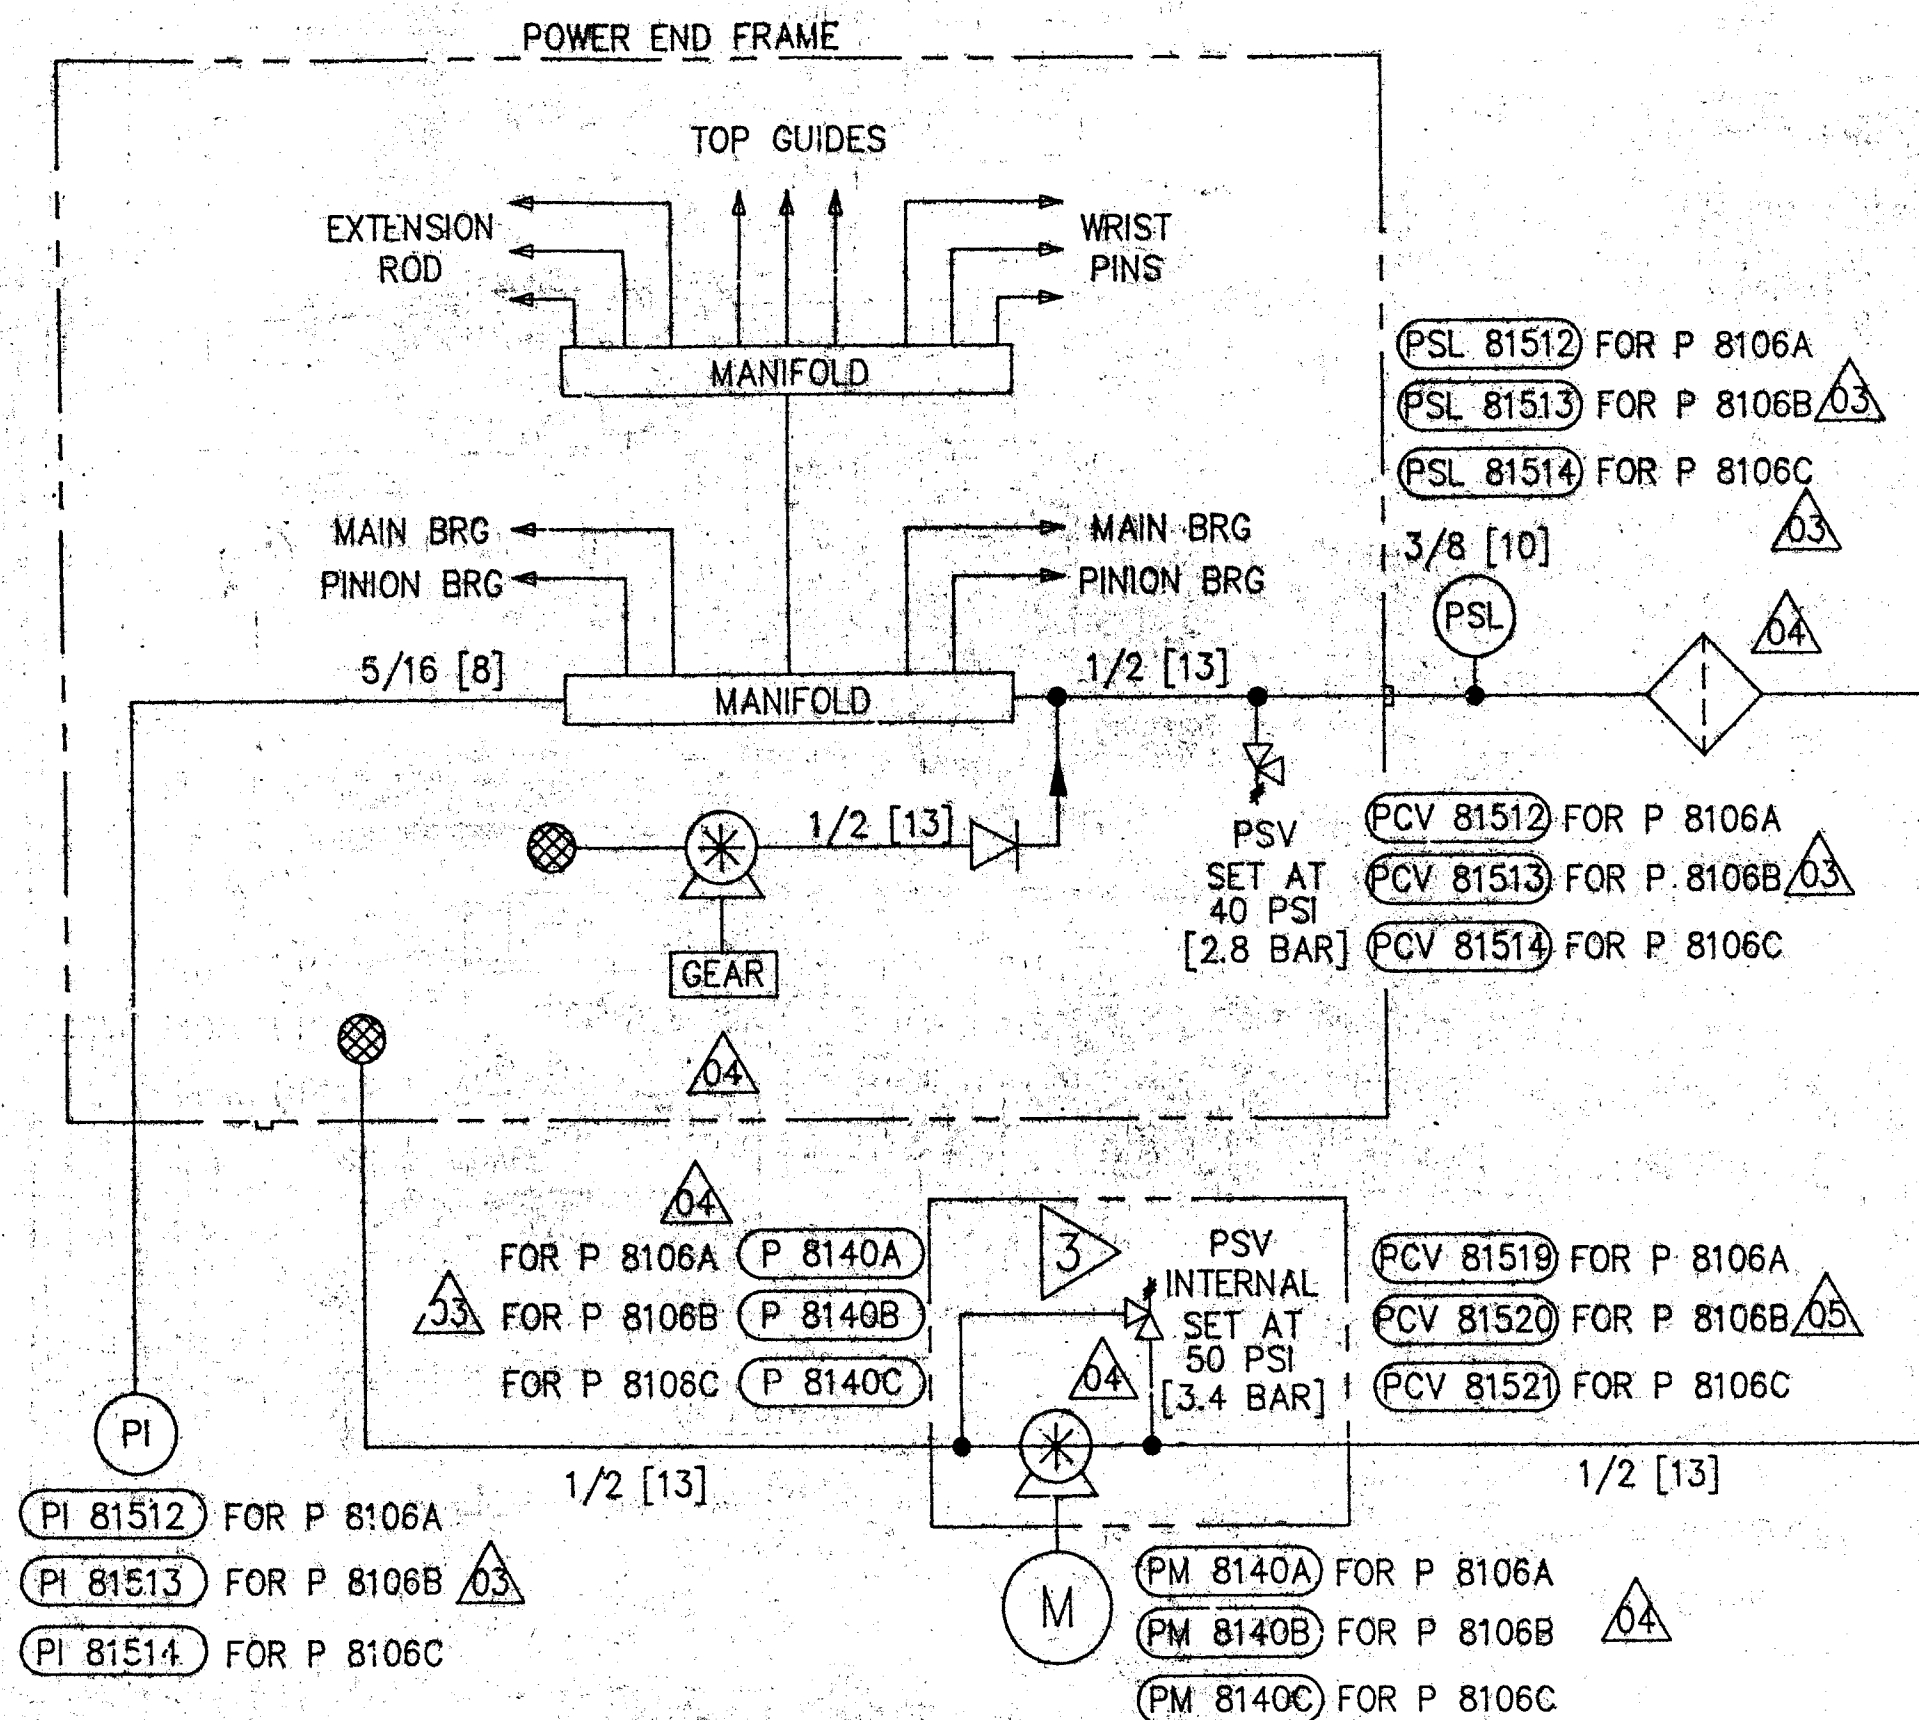 POWER END FRAME
TOP GUIDES
EXTENSION
ROD
WRIST
PINS
MANIFOLD
PSL 81512 FOR P 8106A
PSL 81513 FOR P 8106B 03
PSL 81514 FOR P 8106C
03
3/8 [10]
PSL
04
MAIN BRG
PINION BRG
MAIN BRG
PINION BRG
5/16 [8]
MANIFOLD
1/2 [13]
1/2 [13]
GEAR
04
PSV
SET AT
40 PSI
[2.8 BAR]
PCV 81512 FOR P 8106A
PCV 81513 FOR P 8106B 03
PCV 81514 FOR P 8106C
04
FOR P 8106A P 8140A
03 FOR P 8106B P 8140B
FOR P 8106C P 8140C
3
PSV
INTERNAL
SET AT
50 PSI
[3.4 BAR]
04
PCV 81519 FOR P 8106A
PCV 81520 FOR P 8106B 05
PCV 81521 FOR P 8106C
PI
1/2 [13]
1/2 [13]
PI 81512 FOR P 8106A
PI 81513 FOR P 8106B 03
PI 81514 FOR P 8106C
M
PM 8140A FOR P 8106A
PM 8140B FOR P 8106B 04
PM 8140C FOR P 8106C